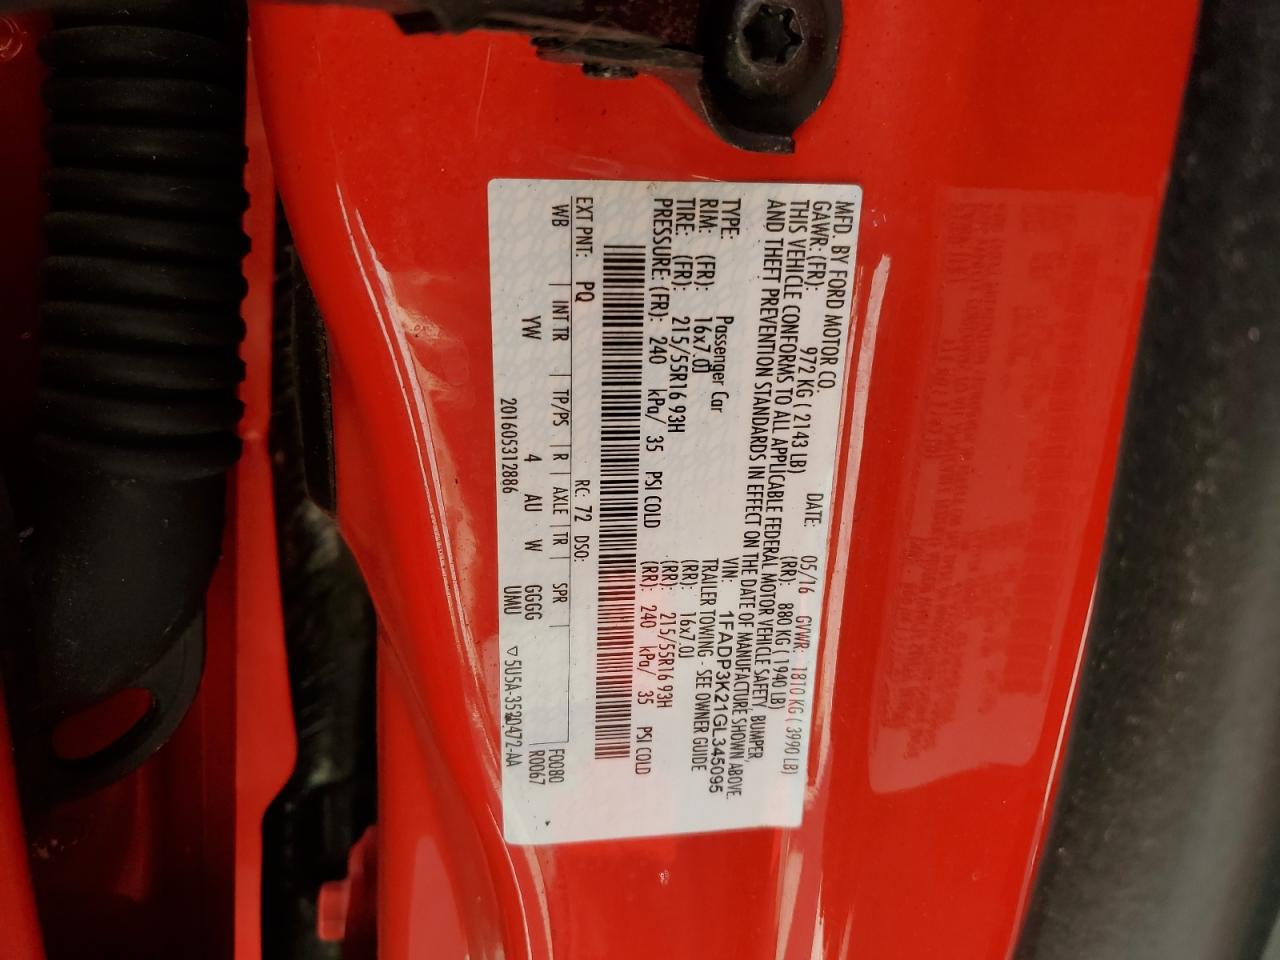 MFD. BY FORD MOTOR CO.
DATE: 05/16 GVWR: 1810 KG ( 3990 LB)
GAWR: (FR): 972 KG ( 2143 LB) (RR): 880 KG ( 1940 LB)
THIS VEHICLE CONFORMS TO ALL APPLICABLE FEDERAL MOTOR VEHICLE SAFETY, BUMPER,
AND THEFT PREVENTION STANDARDS IN EFFECT ON THE DATE OF MANUFACTURE SHOWN ABOVE.
VIN: 1FADP3K21GL345095
TYPE: Passenger Car TRAILER TOWING - SEE OWNER GUIDE
RIM: (FR): 16x7.0J (RR): 16x7.0J
TIRE: (FR): 215/55R16 93H (RR): 215/55R16 93H
PRESSURE: (FR): 240 kPa/ 35 PSI COLD (RR): 240 kPa/ 35 PSI COLD
EXT PNT: PQ RC: 72 DSO: F0080
WB INT TR TP/PS R AXLE TR SPR R0067
YW 4 AU W GGGG
201605312886 UMU ▽5U5A-3520472-AA